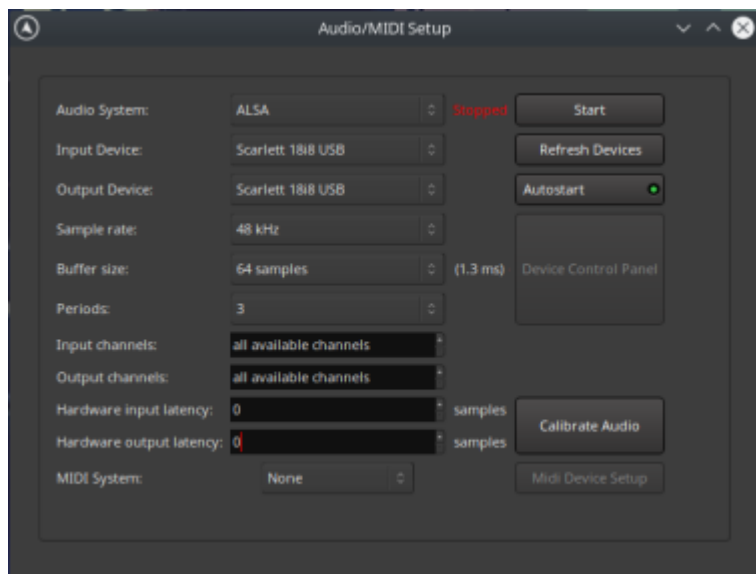 Audio/MIDI Setup
Audio System: ALSA Stopped Start
Input Device: Scarlett 18i8 USB Refresh Devices
Output Device: Scarlett 18i8 USB Autostart
Sample rate: 48 kHz
Buffer size: 64 samples (1.3 ms) Device Control Panel
Periods: 3
Input channels: all available channels
Output channels: all available channels
Hardware input latency: 0 samples
Calibrate Audio
Hardware output latency: 0 samples
MIDI System: None Midi Device Setup